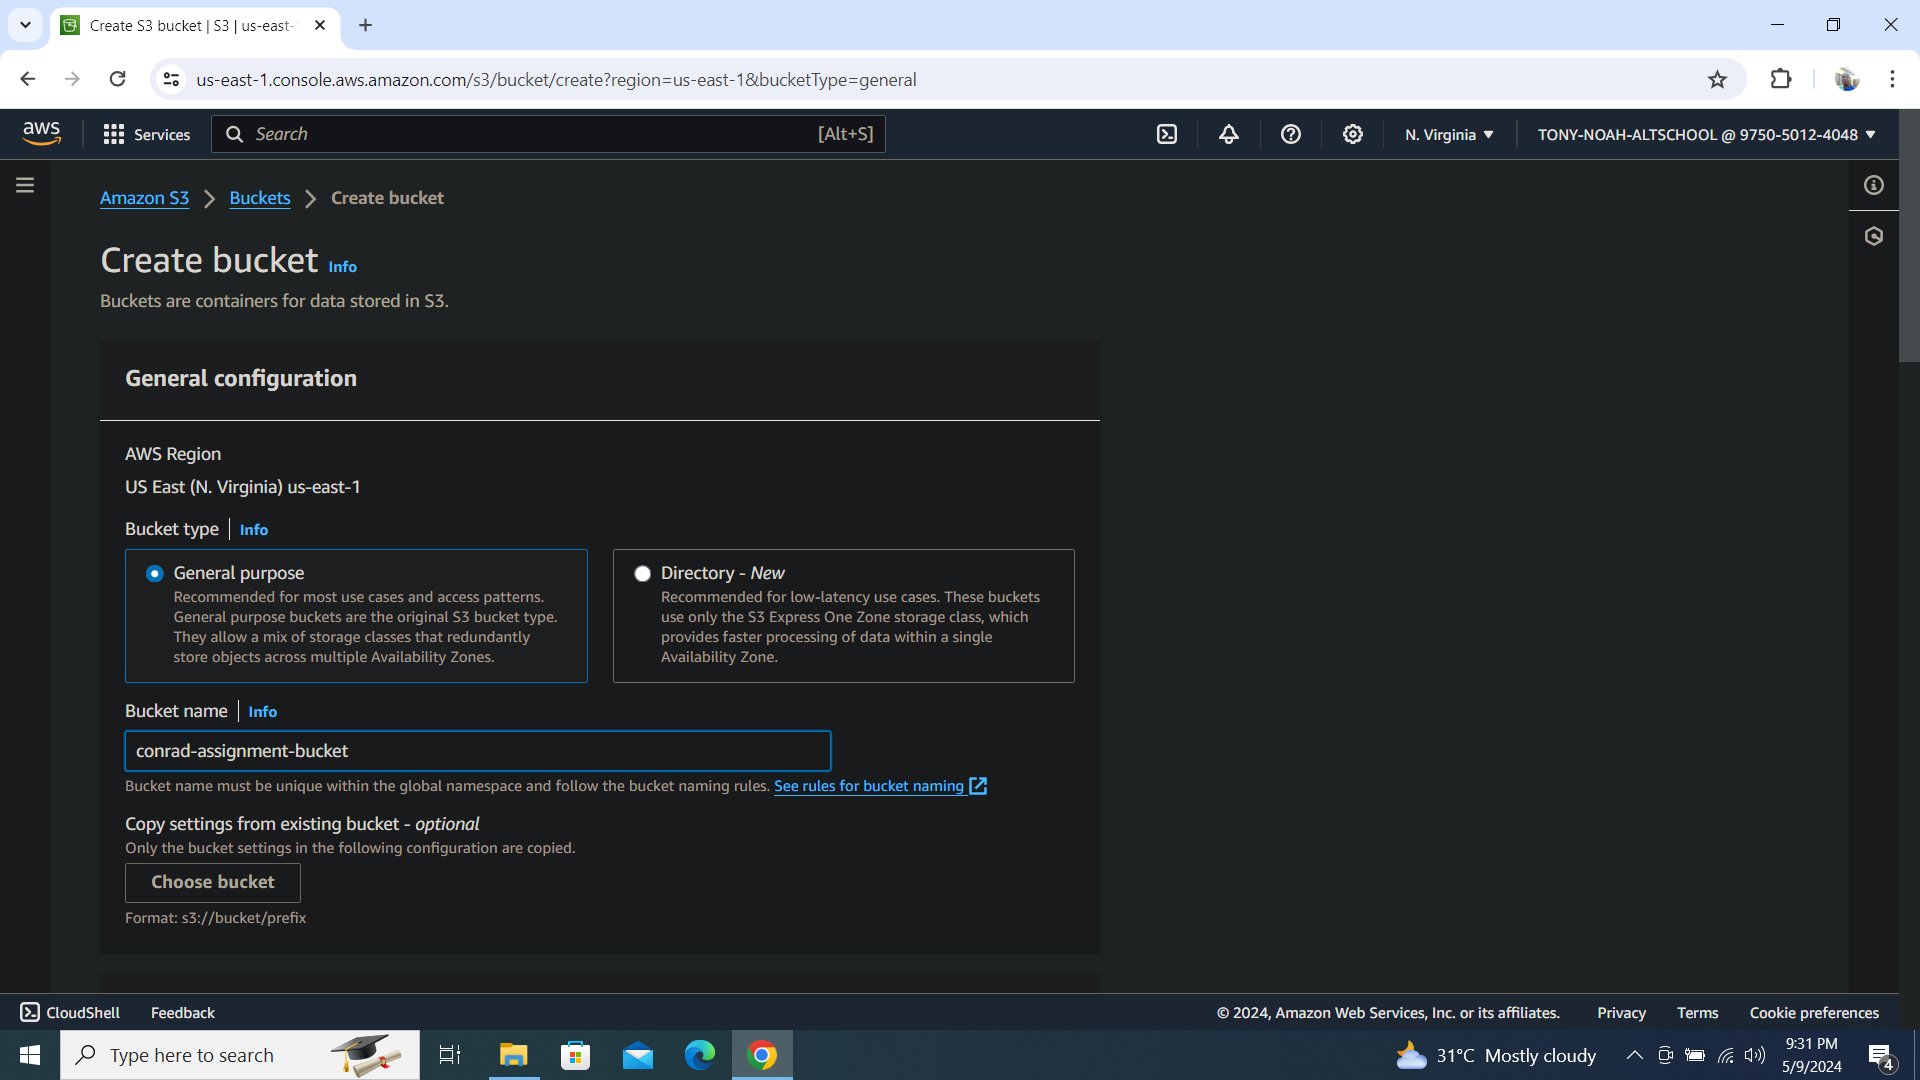 Create S3 bucket | S3 | us-east-
us-east-1.console.aws.amazon.com/s3/bucket/create?region=us-east-1&bucketType=general
aws Services Search [Alt+S] N. Virginia TONY-NOAH-ALTSCHOOL @ 9750-5012-4048
Amazon S3 Buckets Create bucket
Create bucket Info
Buckets are containers for data stored in S3.
General configuration
AWS Region
US East (N. Virginia) us-east-1
Bucket type Info
General purpose
Recommended for most use cases and access patterns.
General purpose buckets are the original S3 bucket type.
They allow a mix of storage classes that redundantly
store objects across multiple Availability Zones.
Directory - New
Recommended for low-latency use cases. These buckets
use only the S3 Express One Zone storage class, which
provides faster processing of data within a single
Availability Zone.
Bucket name Info
conrad-assignment-bucket
Bucket name must be unique within the global namespace and follow the bucket naming rules. See rules for bucket naming
Copy settings from existing bucket - optional
Only the bucket settings in the following configuration are copied.
Choose bucket
Format: s3://bucket/prefix
CloudShell Feedback © 2024, Amazon Web Services, Inc. or its affiliates. Privacy Terms Cookie preferences
Type here to search 31°C Mostly cloudy 9:31 PM
5/9/2024 4